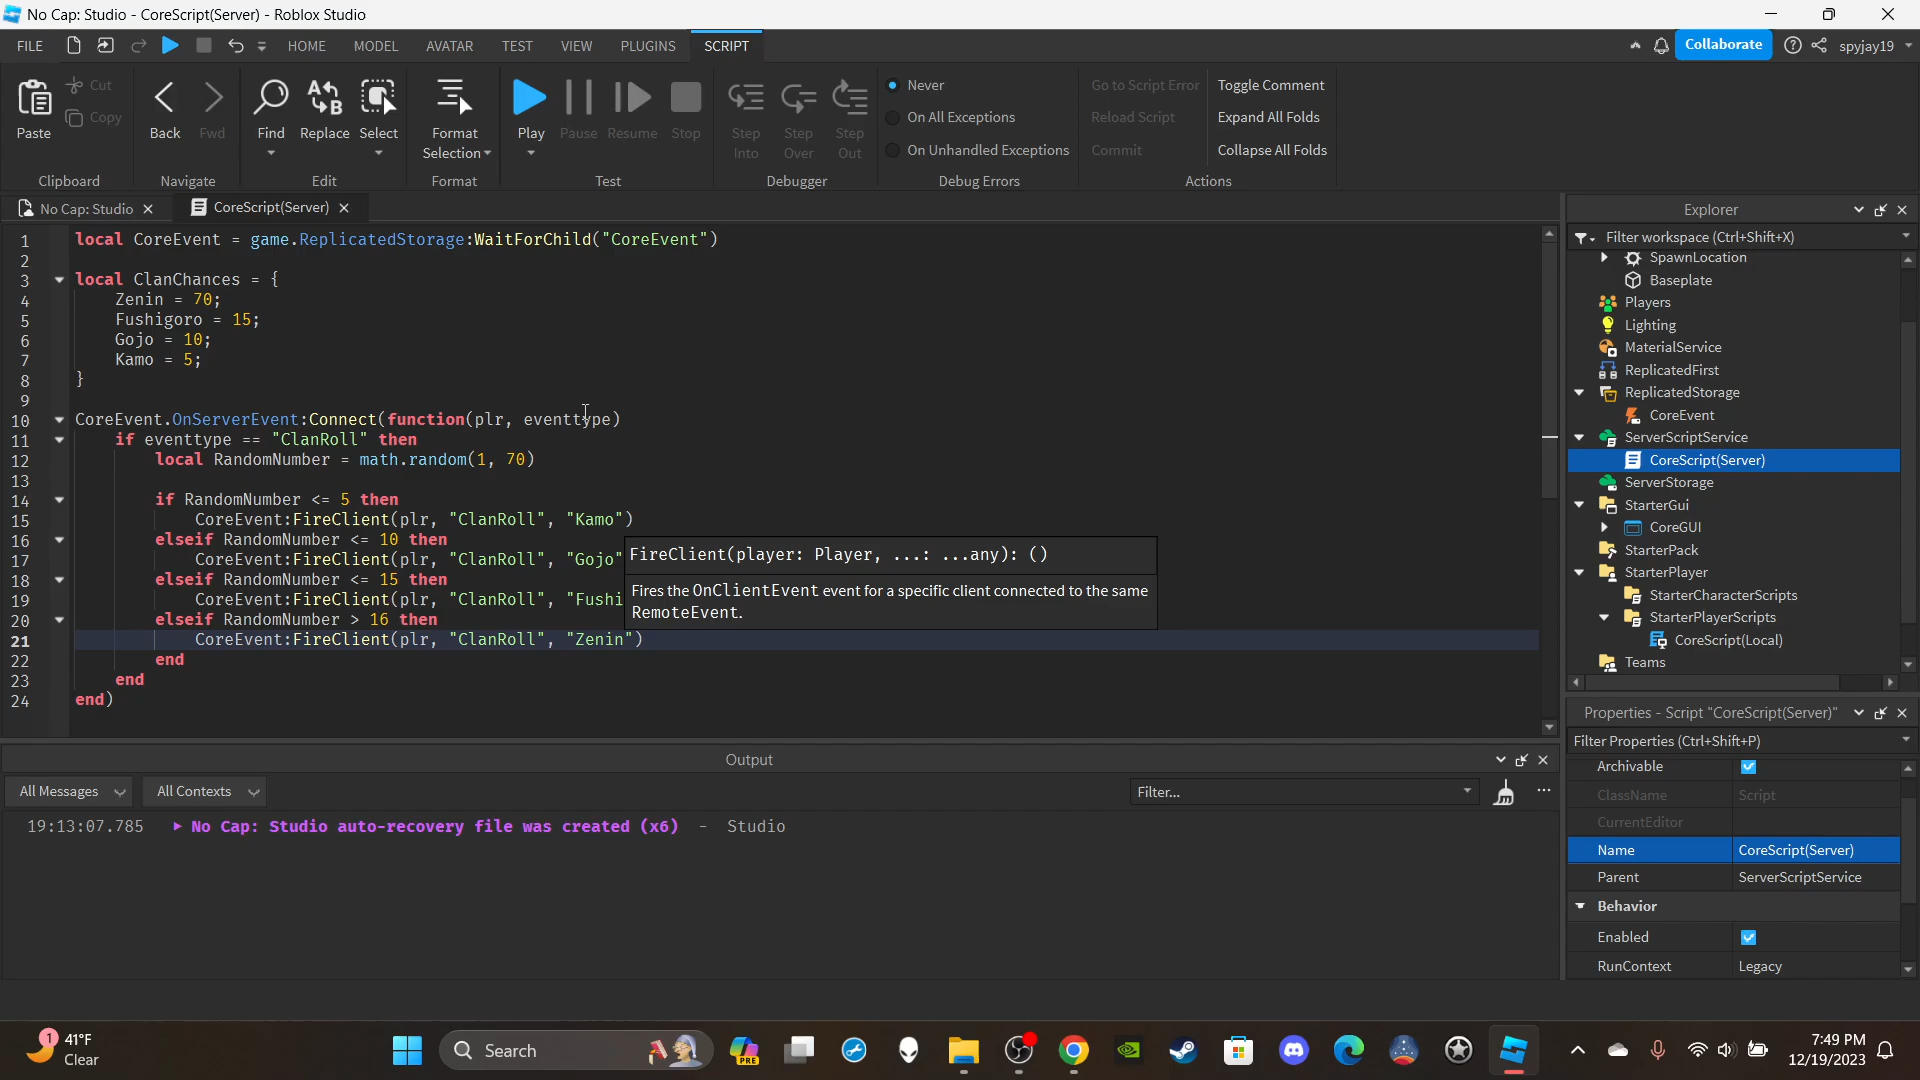 No Cap: Studio - CoreScript(Server) - Roblox Studio
FILE
HOME
MODEL
AVATAR
TEST
VIEW
PLUGINS
SCRIPT
Collaborate
spyjay19
Paste
Cut
Copy
Clipboard
Back
Fwd
Navigate
Find
Replace
Select
Edit
Format
Selection
Format
Play
Pause
Resume
Stop
Test
Step
Into
Step
Over
Step
Out
Debugger
Never
On All Exceptions
On Unhandled Exceptions
Debug Errors
Go to Script Error
Reload Script
Commit
Toggle Comment
Expand All Folds
Collapse All Folds
Actions
No Cap: Studio
CoreScript(Server)
1 local CoreEvent = game.ReplicatedStorage:WaitForChild("CoreEvent")
2
3 local ClanChances = {
4 Zenin = 70;
5 Fushigoro = 15;
6 Gojo = 10;
7 Kamo = 5;
8 }
9
10 CoreEvent.OnServerEvent:Connect(function(plr, eventtype)
11 if eventtype == "ClanRoll" then
12 local RandomNumber = math.random(1, 70)
13
14 if RandomNumber <= 5 then
15 CoreEvent:FireClient(plr, "ClanRoll", "Kamo")
16 elseif RandomNumber <= 10 then
17 CoreEvent:FireClient(plr, "ClanRoll", "Gojo"
18 elseif RandomNumber <= 15 then
19 CoreEvent:FireClient(plr, "ClanRoll", "Fushi
20 elseif RandomNumber > 16 then
21 CoreEvent:FireClient(plr, "ClanRoll", "Zenin")
22 end
23 end
24 end)
FireClient(player: Player, ...: ...any): ()
Fires the OnClientEvent event for a specific client connected to the same
RemoteEvent.
Output
All Messages
All Contexts
Filter...
19:13:07.785 No Cap: Studio auto-recovery file was created (x6) - Studio
Explorer
Filter workspace (Ctrl+Shift+X)
SpawnLocation
Baseplate
Players
Lighting
MaterialService
ReplicatedFirst
ReplicatedStorage
CoreEvent
ServerScriptService
CoreScript(Server)
ServerStorage
StarterGui
CoreGUI
StarterPack
StarterPlayer
StarterCharacterScripts
StarterPlayerScripts
CoreScript(Local)
Teams
Properties - Script "CoreScript(Server)"
Filter Properties (Ctrl+Shift+P)
Archivable
ClassName Script
CurrentEditor
Name CoreScript(Server)
Parent ServerScriptService
Behavior
Enabled
RunContext Legacy
1
41°F
Clear
Search
PRE
7:49 PM
12/19/2023